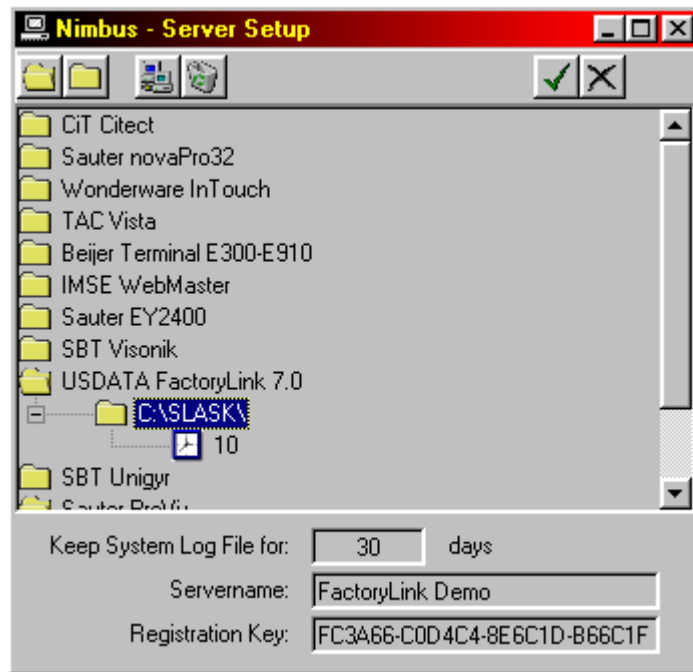 Nimbus - Server Setup
CiT Citect
Sauter novaPro32
Wonderware InTouch
TAC Vista
Beijer Terminal E300-E910
IMSE WebMaster
Sauter EY2400
SBT Visonik
USDATA FactoryLink 7.0
C:\SLASK\
10
SBT Unigyr
Sauter
Keep System Log File for: 30 days
Servername: FactoryLink Demo
Registration Key: FC3A66-C0D4C4-8E6C1D-B66C1F